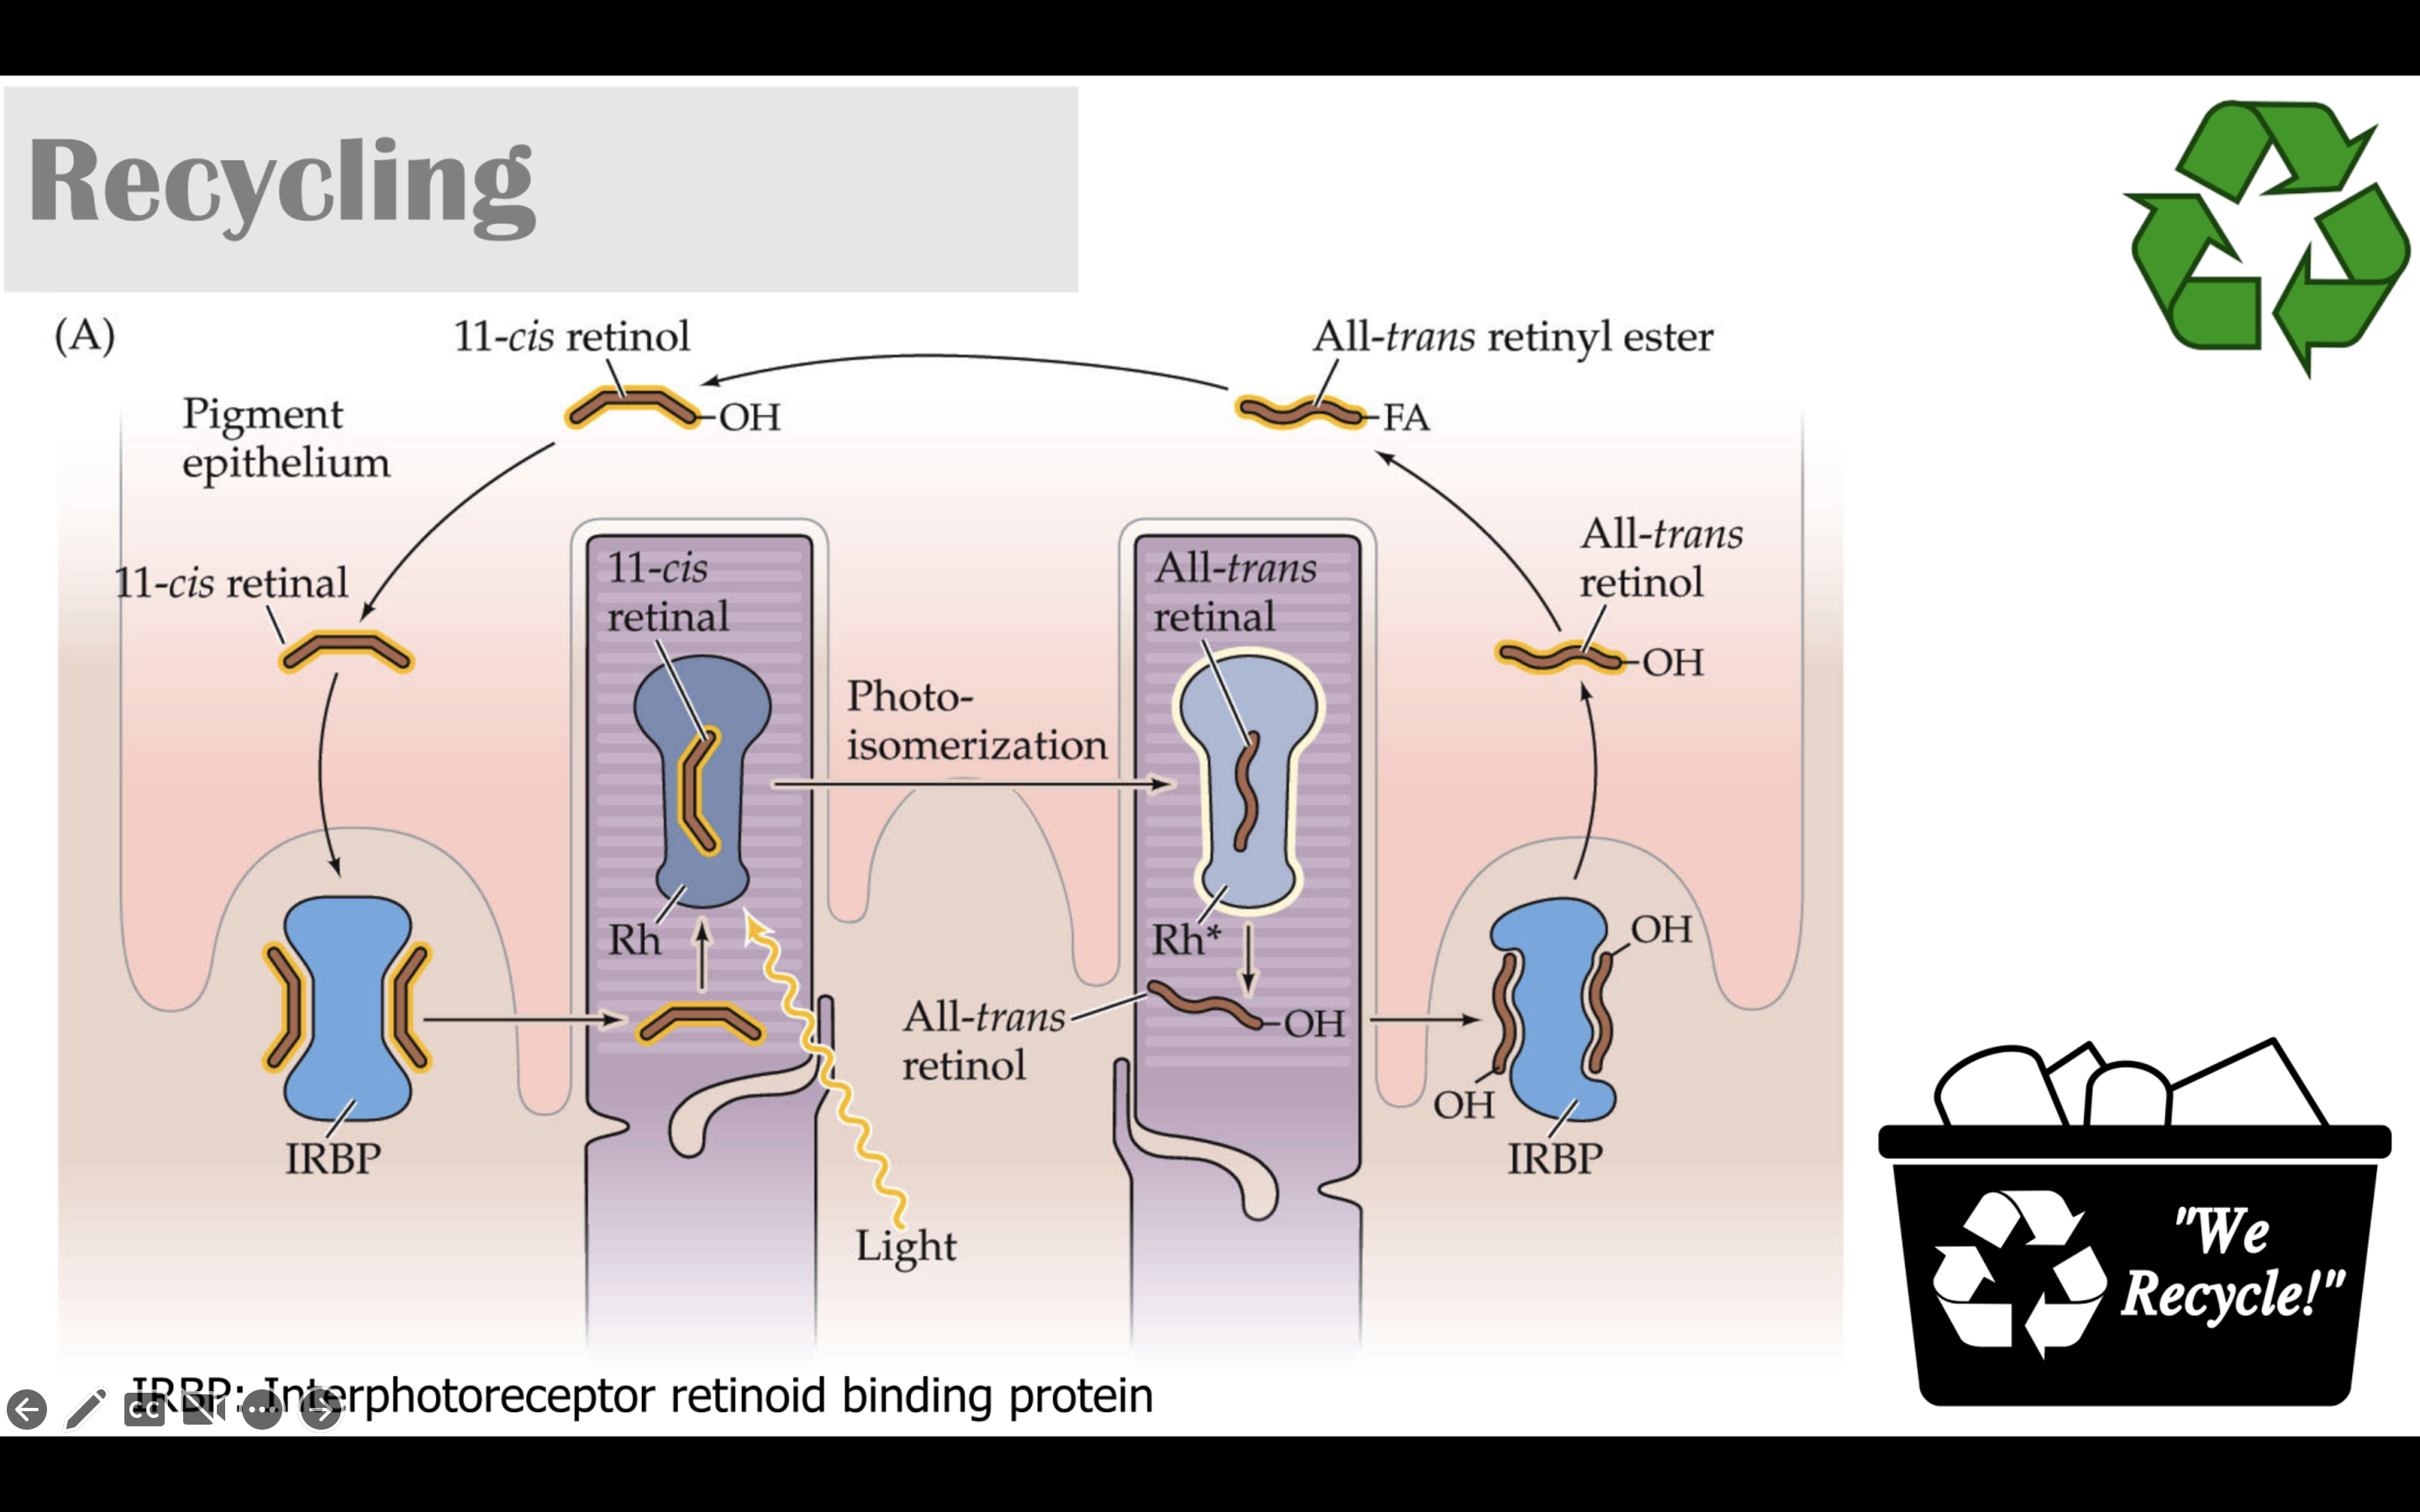 Recycling
(A)
11-cis retinol
All-trans retinyl ester
OH
FA
Pigment
epithelium
All-trans
retinol
OH
11-cis retinal
11-cis
retinal
All-trans
retinal
Photo-
isomerization
Rh
Rh*
All-trans
retinol
OH
OH
OH
IRBP
IRBP
Light
"We
Recycle!"
IRBP: Interphotoreceptor retinoid binding protein
CC